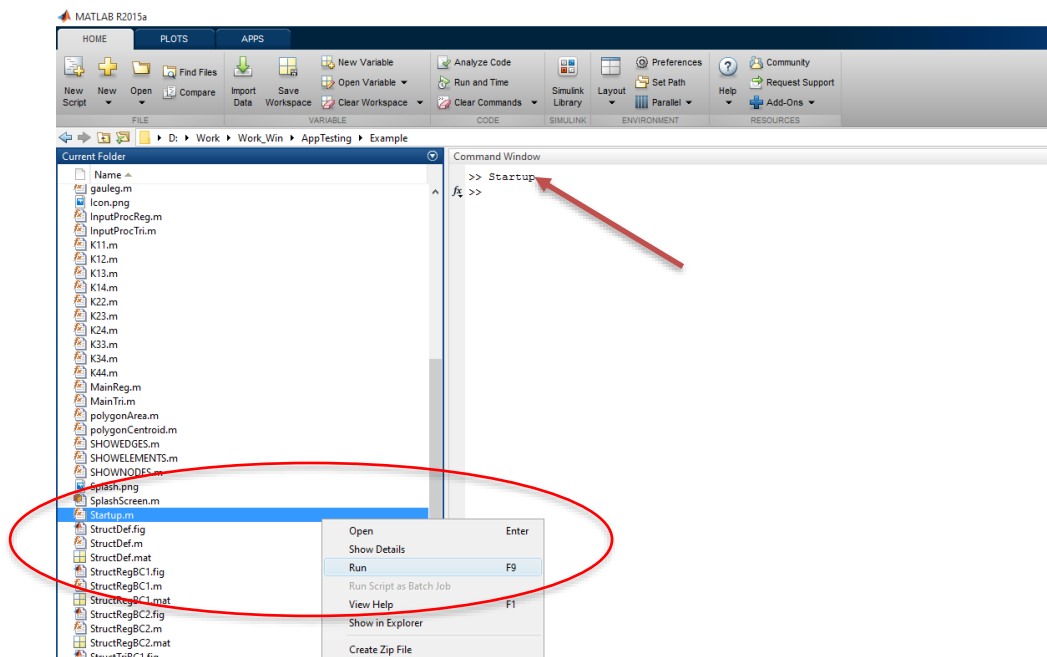 MATLAB R2015a
HOME PLOTS APPS
New Script
New
Open
Find Files
Compare
Import Data
Save Workspace
New Variable
Open Variable
Clear Workspace
Analyze Code
Run and Time
Clear Commands
Simulink Library
Layout
Preferences
Set Path
Parallel
Help
Community
Request Support
Add-Ons
FILE VARIABLE CODE SIMULINK ENVIRONMENT RESOURCES
D: Work Work_Win AppTesting Example
Current Folder
Name
gauleg.m
Icon.png
InputProcReg.m
InputProcTri.m
K11.m
K12.m
K13.m
K14.m
K22.m
K23.m
K24.m
K33.m
K34.m
K44.m
MainReg.m
MainTri.m
polygonArea.m
polygonCentroid.m
SHOWEDGES.m
SHOWELEMENTS.m
SHOWNODES.m
Splash.png
SplashScreen.m
Startup.m
StructDef.fig
StructDef.m
StructDef.mat
StructRegBC1.fig
StructRegBC1.m
StructRegBC1.mat
StructRegBC2.fig
StructRegBC2.m
StructRegBC2.mat
StructTriBC1.fig
Open Enter
Show Details
Run F9
Run Script as Batch Job
View Help F1
Show in Explorer
Create Zip File
Command Window
>> Startup
fx >>